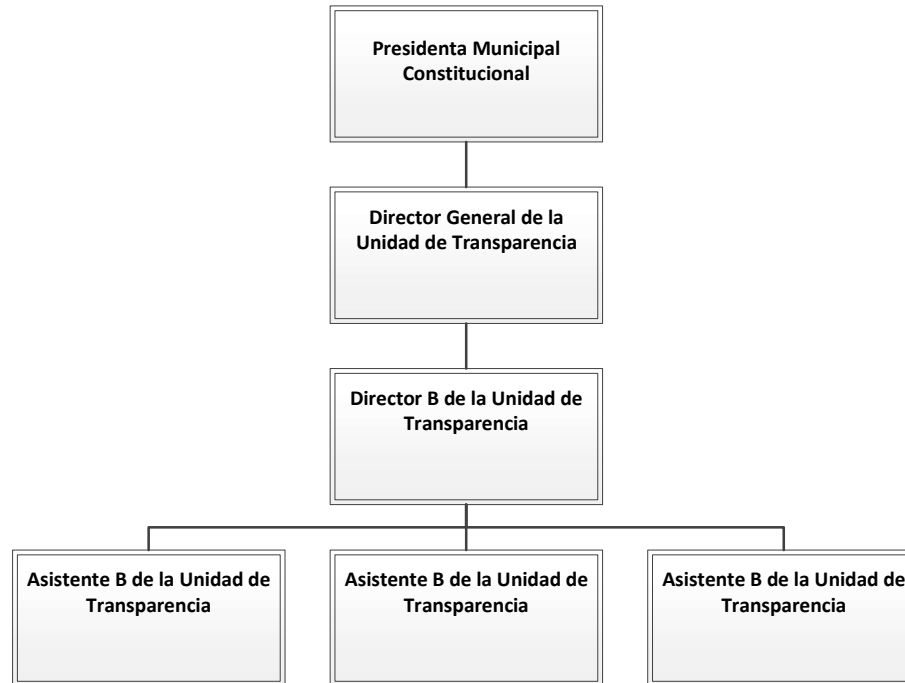 Presidenta Municipal
Constitucional
Director General de la
Unidad de Transparencia
Director B de la Unidad de
Transparencia
Asistente B de la Unidad de
Transparencia
Asistente B de la Unidad de
Transparencia
Asistente B de la Unidad de
Transparencia